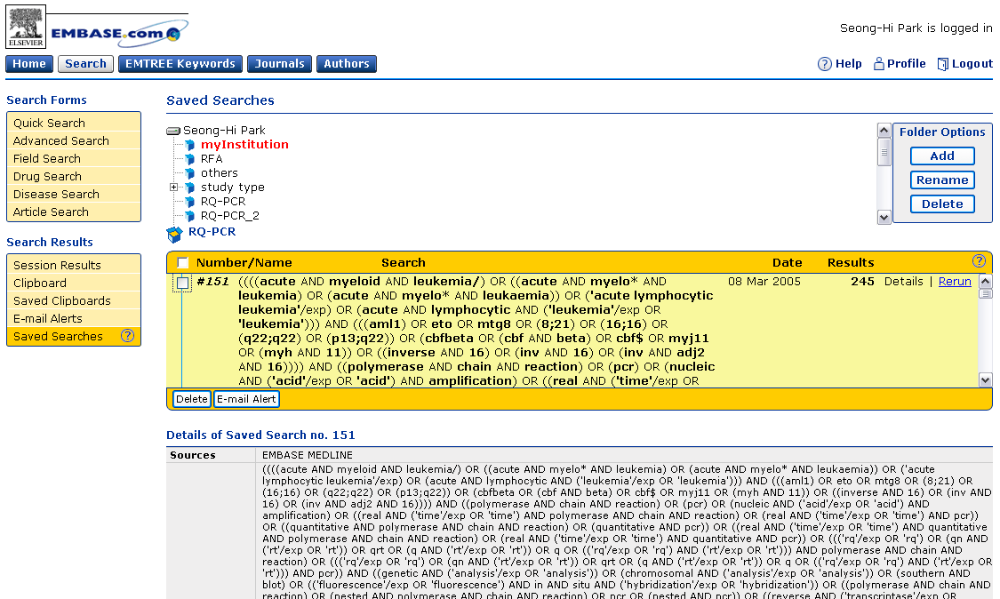 ELSEVIER
EMBASE.com
Seong-Hi Park is logged in
Home Search EMTREE Keywords Journals Authors
? Help Profile Logout
Search Forms
Quick Search
Advanced Search
Field Search
Drug Search
Disease Search
Article Search
Search Results
Session Results
Clipboard
Saved Clipboards
E-mail Alerts
Saved Searches ?
Saved Searches
Seong-Hi Park
myInstitution
RFA
others
study type
RQ-PCR
RQ-PCR_2
RQ-PCR
Folder Options
Add
Rename
Delete
Number/Name Search Date Results ?
#151 ((((acute AND myeloid AND leukemia/) OR ((acute AND myelo* AND 08 Mar 2005 245 Details | Rerun
leukemia) OR (acute AND myelo* AND leukaemia)) OR ('acute lymphocytic
leukemia'/exp) OR (acute AND lymphocytic AND ('leukemia'/exp OR
'leukemia'))) AND (((aml1) OR eto OR mtg8 OR (8;21) OR (16;16) OR
(q22;q22) OR (p13;q22)) OR (cbfbeta OR (cbf AND beta) OR cbf$ OR myj11
OR (myh AND 11)) OR ((inverse AND 16) OR (inv AND 16) OR (inv AND adj2
AND 16)))) AND ((polymerase AND chain AND reaction) OR (pcr) OR (nucleic
AND ('acid'/exp OR 'acid') AND amplification) OR ((real AND ('time'/exp OR
Delete E-mail Alert
Details of Saved Search no. 151
Sources EMBASE MEDLINE
((((acute AND myeloid AND leukemia/) OR ((acute AND myelo* AND leukemia) OR (acute AND myelo* AND leukaemia)) OR ('acute
lymphocytic leukemia'/exp) OR (acute AND lymphocytic AND ('leukemia'/exp OR 'leukemia'))) AND (((aml1) OR eto OR mtg8 OR (8;21) OR
(16;16) OR (q22;q22) OR (p13;q22)) OR (cbfbeta OR (cbf AND beta) OR cbf$ OR myj11 OR (myh AND 11)) OR ((inverse AND 16) OR (inv AND
16) OR (inv AND adj2 AND 16)))) AND ((polymerase AND chain AND reaction) OR (pcr) OR (nucleic AND ('acid'/exp OR 'acid') AND
amplification) OR ((real AND ('time'/exp OR 'time') AND polymerase AND chain AND reaction) OR (real AND ('time'/exp OR 'time') AND pcr))
OR ((quantitative AND polymerase AND chain AND reaction) OR (quantitative AND pcr)) OR ((real AND ('time'/exp OR 'time') AND quantitative
AND polymerase AND chain AND reaction) OR (real AND ('time'/exp OR 'time') AND quantitative AND pcr)) OR ((('rq'/exp OR 'rq') OR (qn AND
('rt'/exp OR 'rt')) OR qrt OR (q AND ('rt'/exp OR 'rt')) OR q OR (('rq'/exp OR 'rq') AND ('rt'/exp OR 'rt'))) AND polymerase AND chain AND
reaction) OR ((('rq'/exp OR 'rq') OR (qn AND ('rt'/exp OR 'rt')) OR qrt OR (q AND ('rt'/exp OR 'rt')) OR q OR (('rq'/exp OR 'rq') AND ('rt'/exp OR
'rt'))) AND pcr)) AND ((genetic AND ('analysis'/exp OR 'analysis')) OR (chromosomal AND ('analysis'/exp OR 'analysis')) OR (southern AND
blot) OR (('fluorescence'/exp OR 'fluorescence') AND in AND situ AND ('hybridization'/exp OR 'hybridization')) OR ((polymerase AND chain AND
reaction) OR (nested AND polymerase AND chain AND reaction) OR pcr OR (nested AND pcr)) OR ((reverse AND ('transcriptase'/exp OR